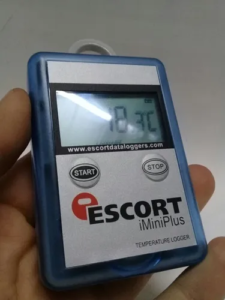 18.3°C
www.escortdataloggers.com
START STOP
ESCORT
iMiniPlus
TEMPERATURE LOGGER